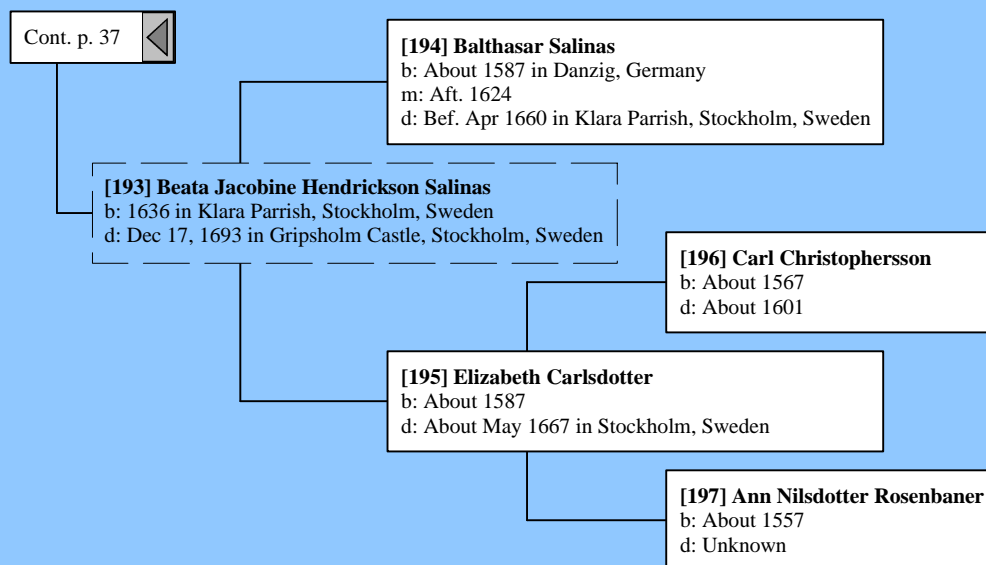 Cont. p. 37
[194] Balthasar Salinas
b: About 1587 in Danzig, Germany
m: Aft. 1624
d: Bef. Apr 1660 in Klara Parrish, Stockholm, Sweden
[193] Beata Jacobine Hendrickson Salinas
b: 1636 in Klara Parrish, Stockholm, Sweden
d: Dec 17, 1693 in Gripsholm Castle, Stockholm, Sweden
[196] Carl Christophersson
b: About 1567
d: About 1601
[195] Elizabeth Carlsdotter
b: About 1587
d: About May 1667 in Stockholm, Sweden
[197] Ann Nilsdotter Rosenbaner
b: About 1557
d: Unknown